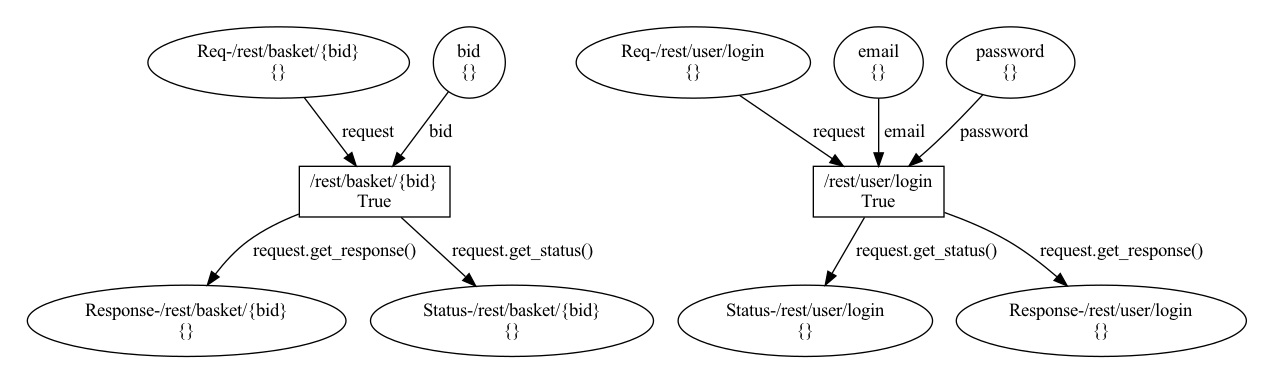 Req-/rest/basket/{bid}
{}
bid
{}
Req-/rest/user/login
{}
email
{}
password
{}
request
bid
request
email
password
/rest/basket/{bid}
True
/rest/user/login
True
request.get_response()
request.get_status()
request.get_status()
request.get_response()
Response-/rest/basket/{bid}
{}
Status-/rest/basket/{bid}
{}
Status-/rest/user/login
{}
Response-/rest/user/login
{}